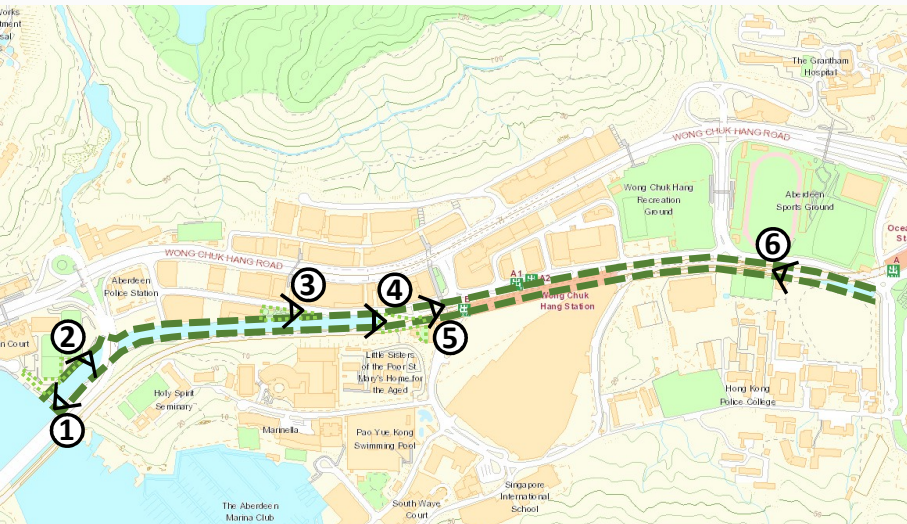 Works
tment
sal
The Grantham
Hospital
WONG CHUK HANG ROAD
Wong Chuk Hang
Recreation
Ground
Aberdeen
Sports Ground
WONG CHUK HANG ROAD
Aberdeen
Police Station
A1
A2
B
Wong Chuk
Hang Station
Ocea
St
A
1
2
3
4
5
6
n Court
Little Sisters
of the Poor St.
Mary's Home for
the Aged
Holy Spirit
Seminary
Marinella
Pao Yue Kong
Swimming Pool
Hong Kong
Police College
Singapore
International
School
South Wave
Court
The Aberdeen
Marina Club